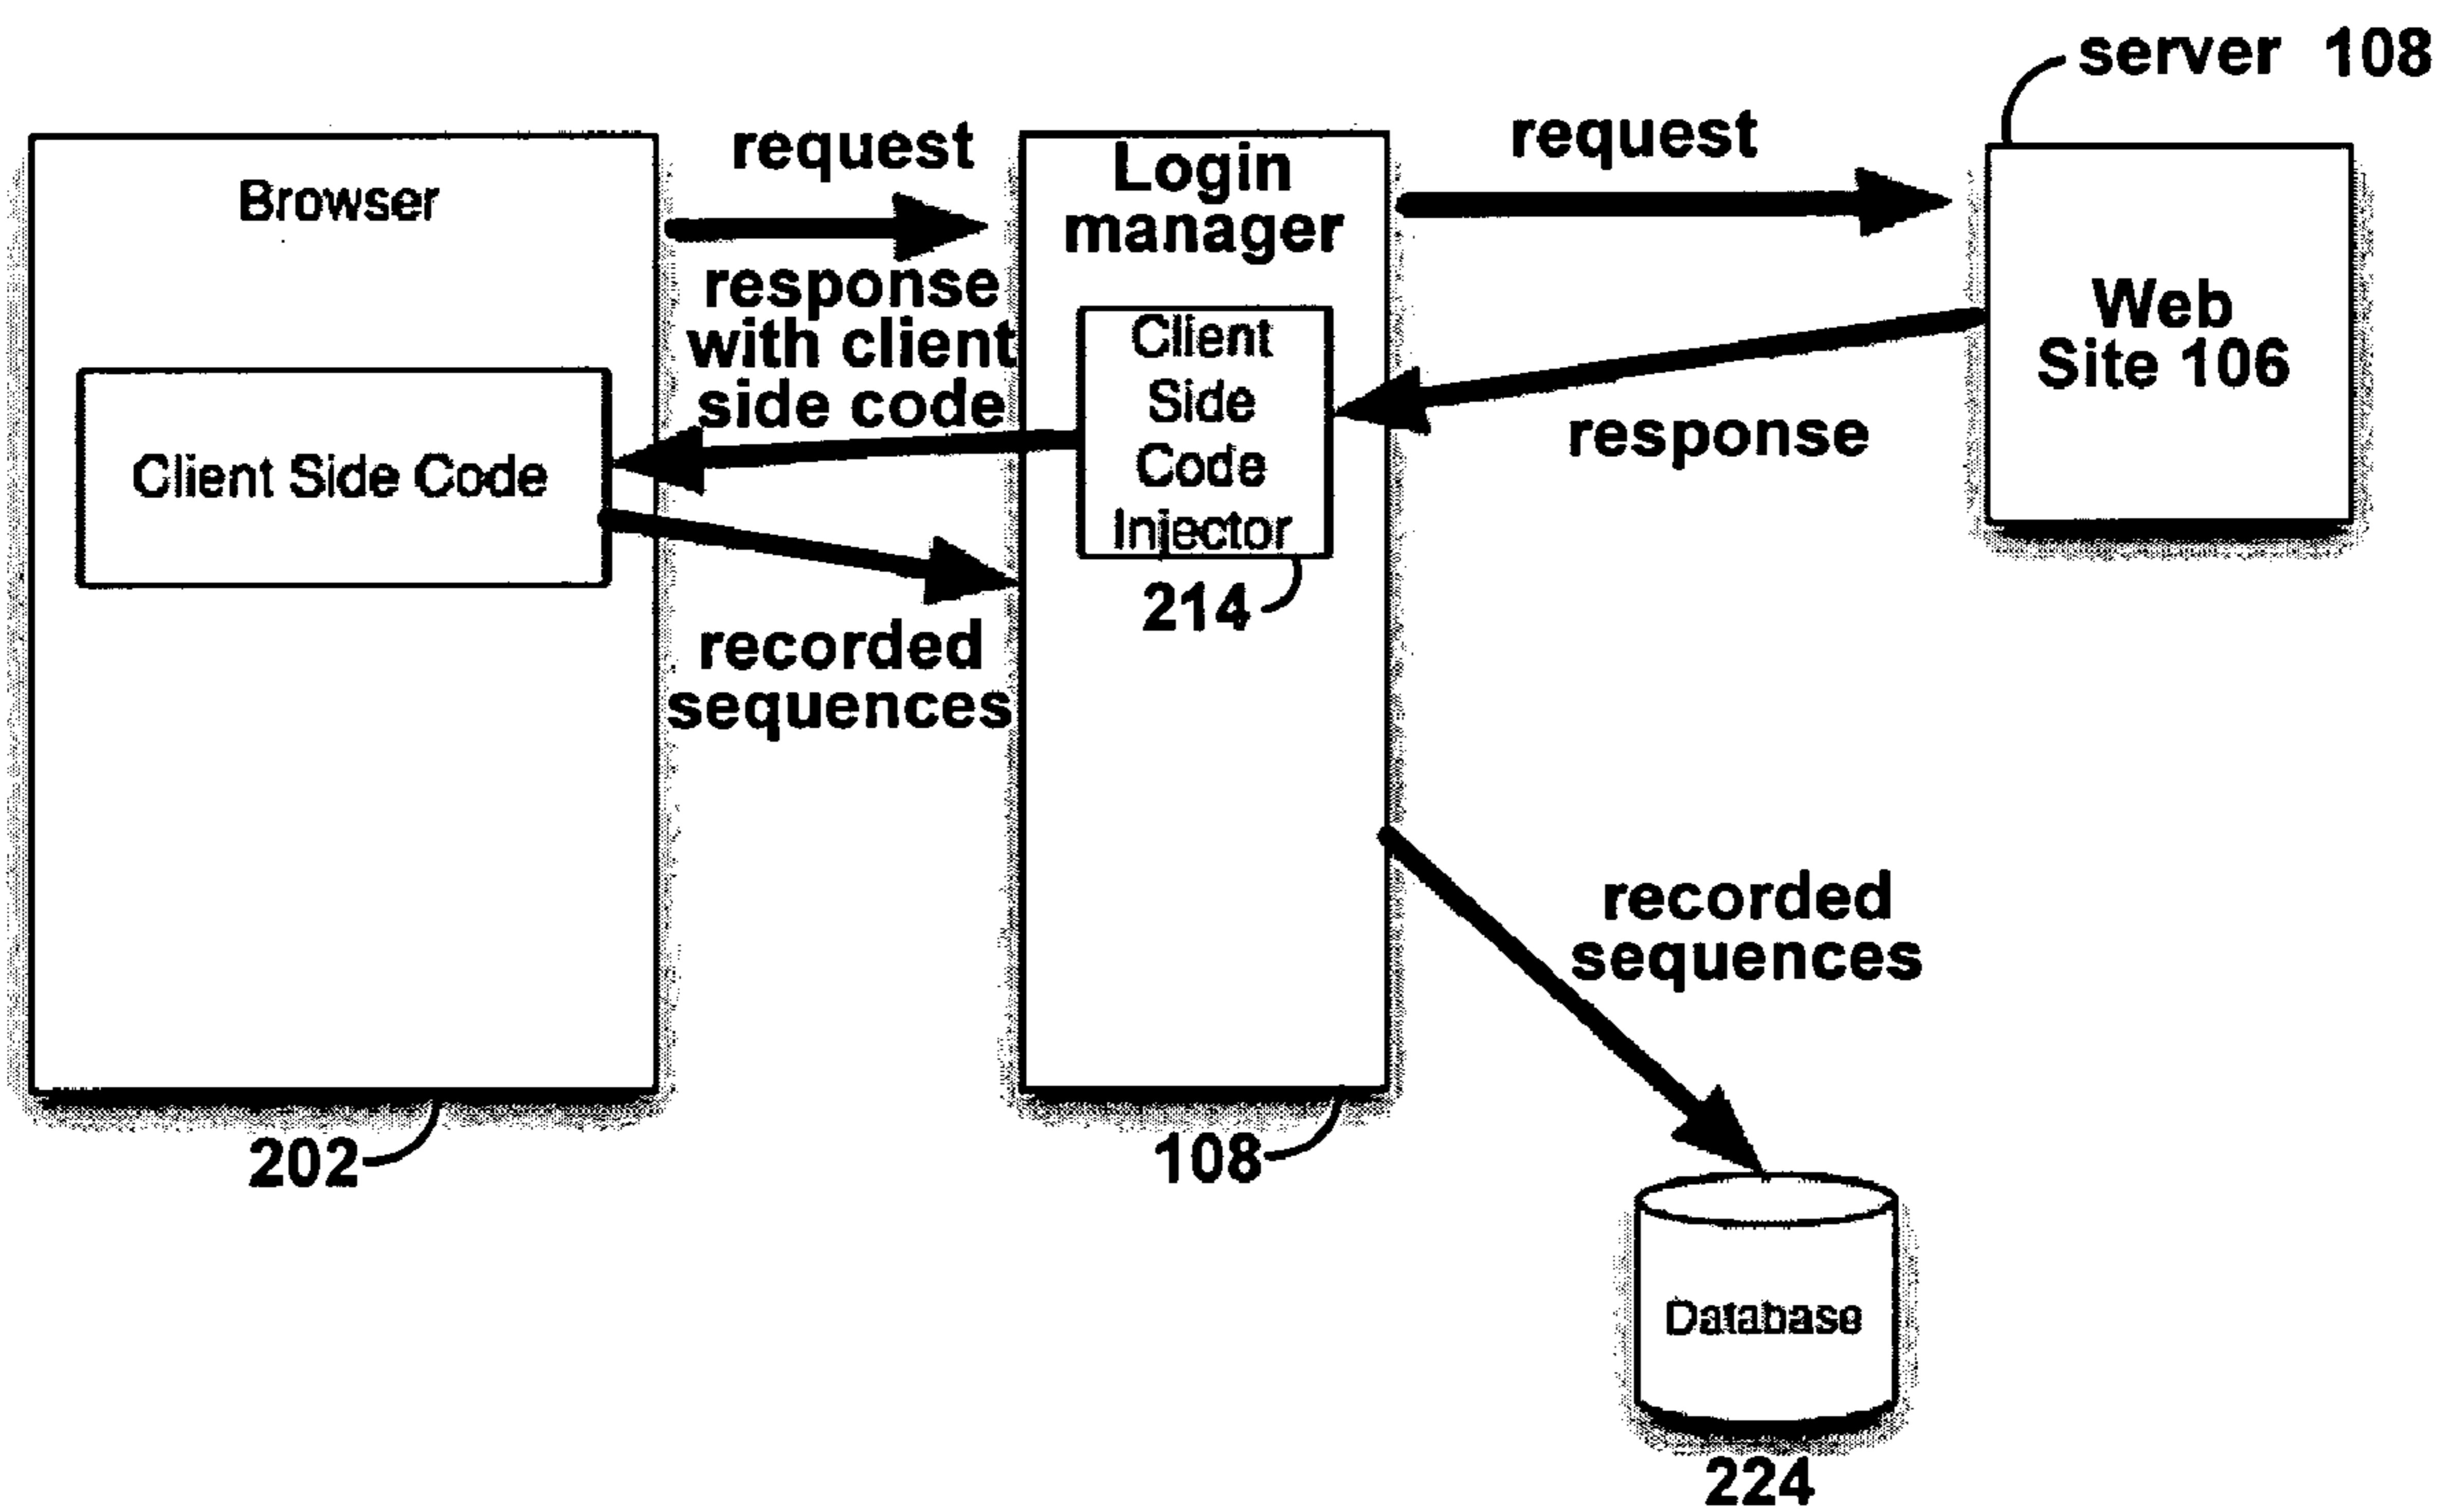 server 108
request
request
Browser
Login
manager
response
with client
side code
Client
Side
Code
Injector
Web
Site 106
response
Client Side Code
214
recorded
sequences
recorded
sequences
202
108
Database
224